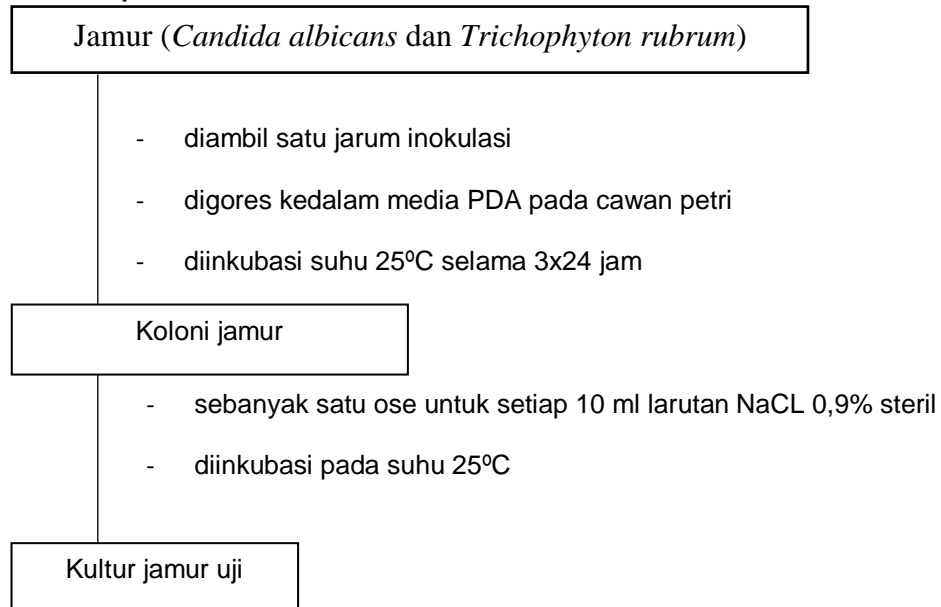 Jamur (Candida albicans dan Trichophyton rubrum)
- diambil satu jarum inokulasi
- digores kedalam media PDA pada cawan petri
- diinkubasi suhu 25⁰C selama 3x24 jam
Koloni jamur
- sebanyak satu ose untuk setiap 10 ml larutan NaCL 0,9% steril
- diinkubasi pada suhu 25⁰C
Kultur jamur uji